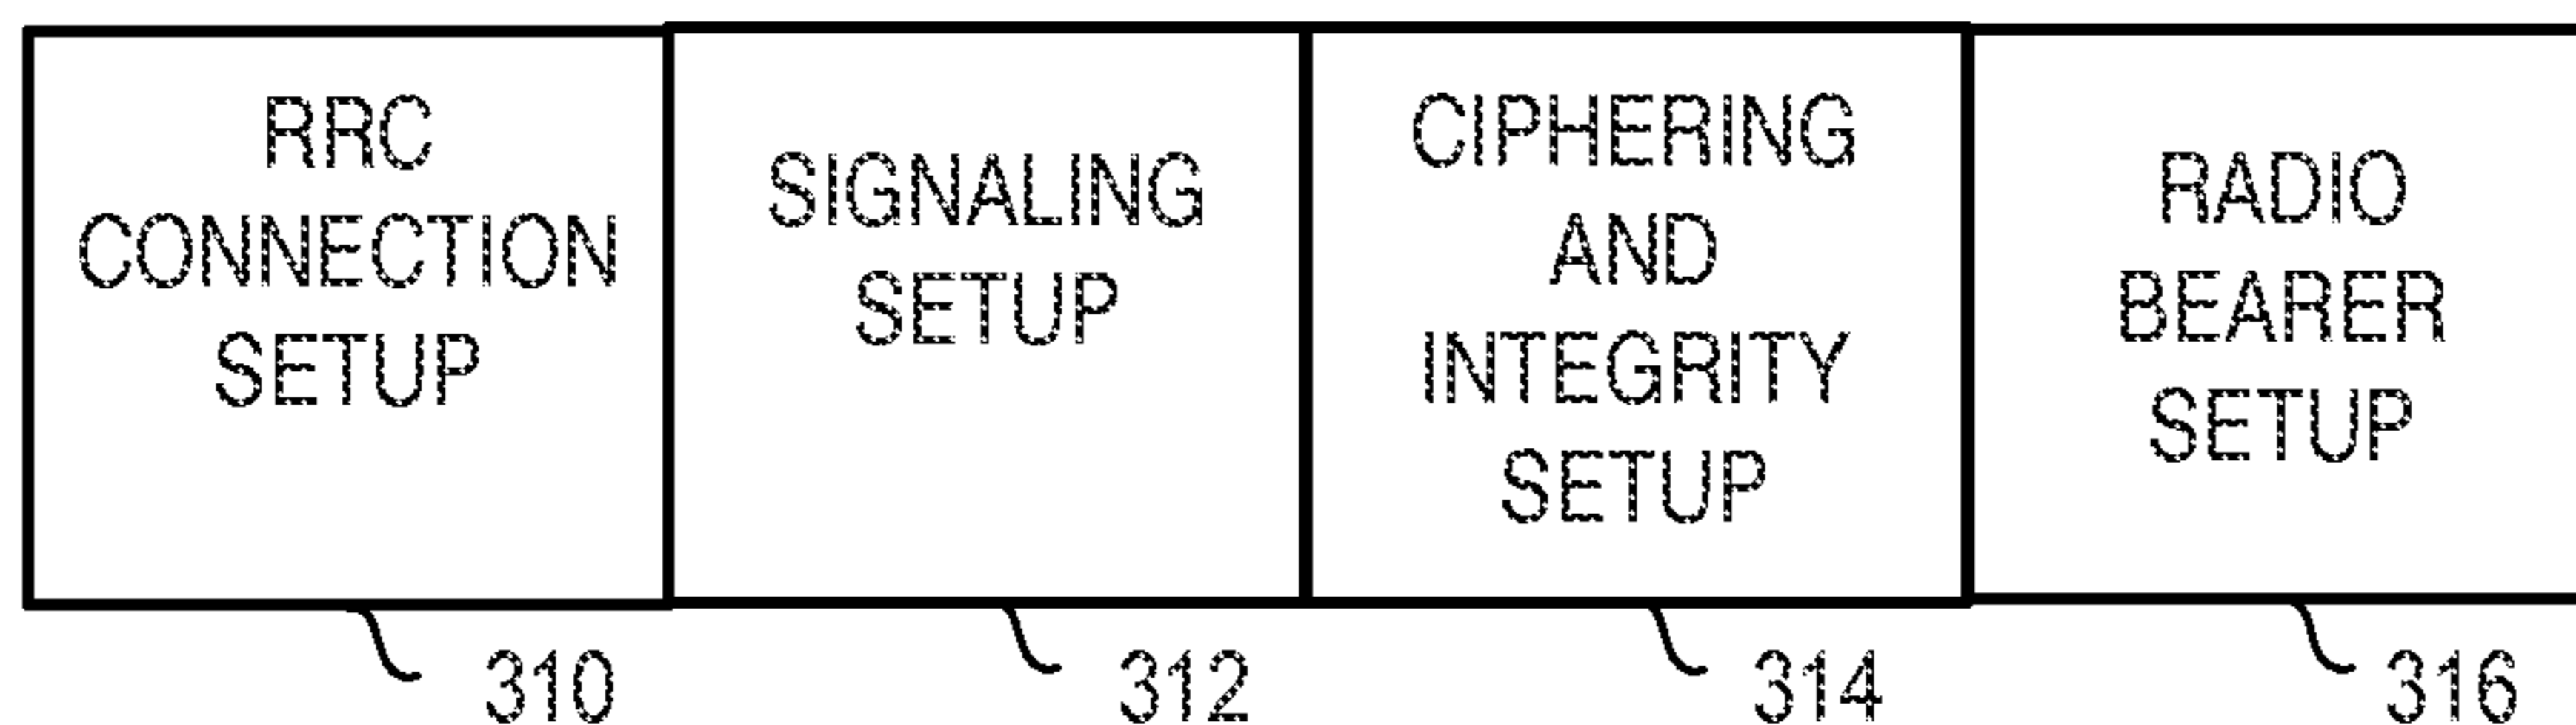 RRC
CONNECTION
SETUP
SIGNALING
SETUP
CIPHERING
AND
INTEGRITY
SETUP
RADIO
BEARER
SETUP
310
312
314
316